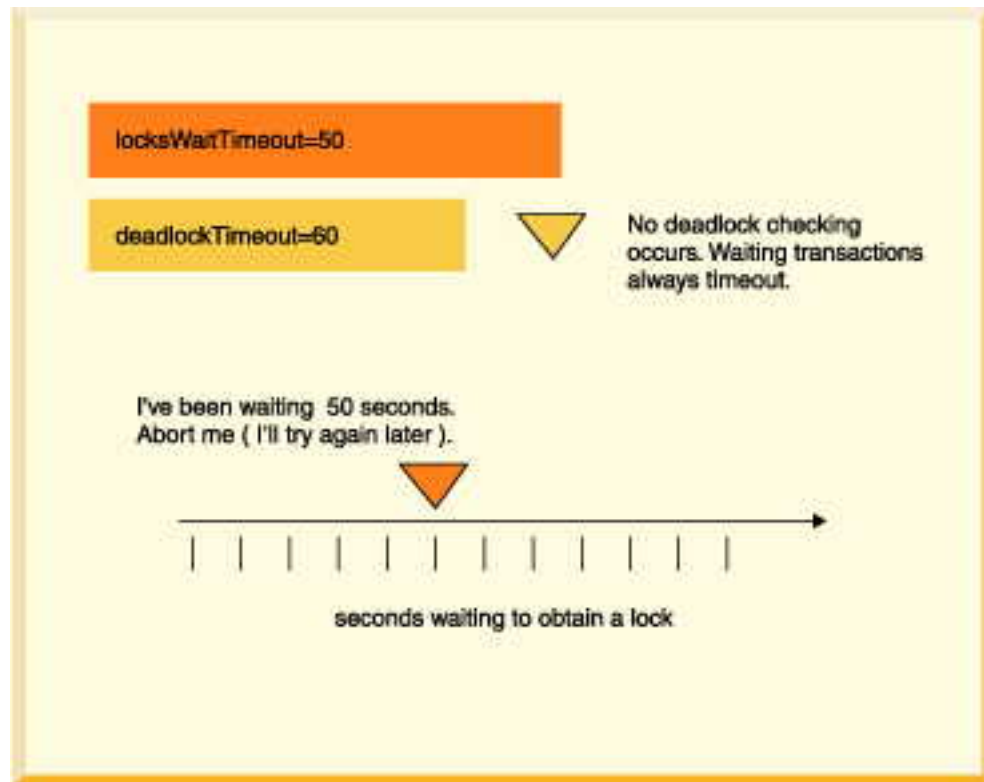 locksWaitTimeout=50
deadlockTimeout=60
No deadlock checking
occurs. Waiting transactions
always timeout.
I've been waiting  50 seconds.
Abort me ( I'll try again later ).
seconds waiting to obtain a lock